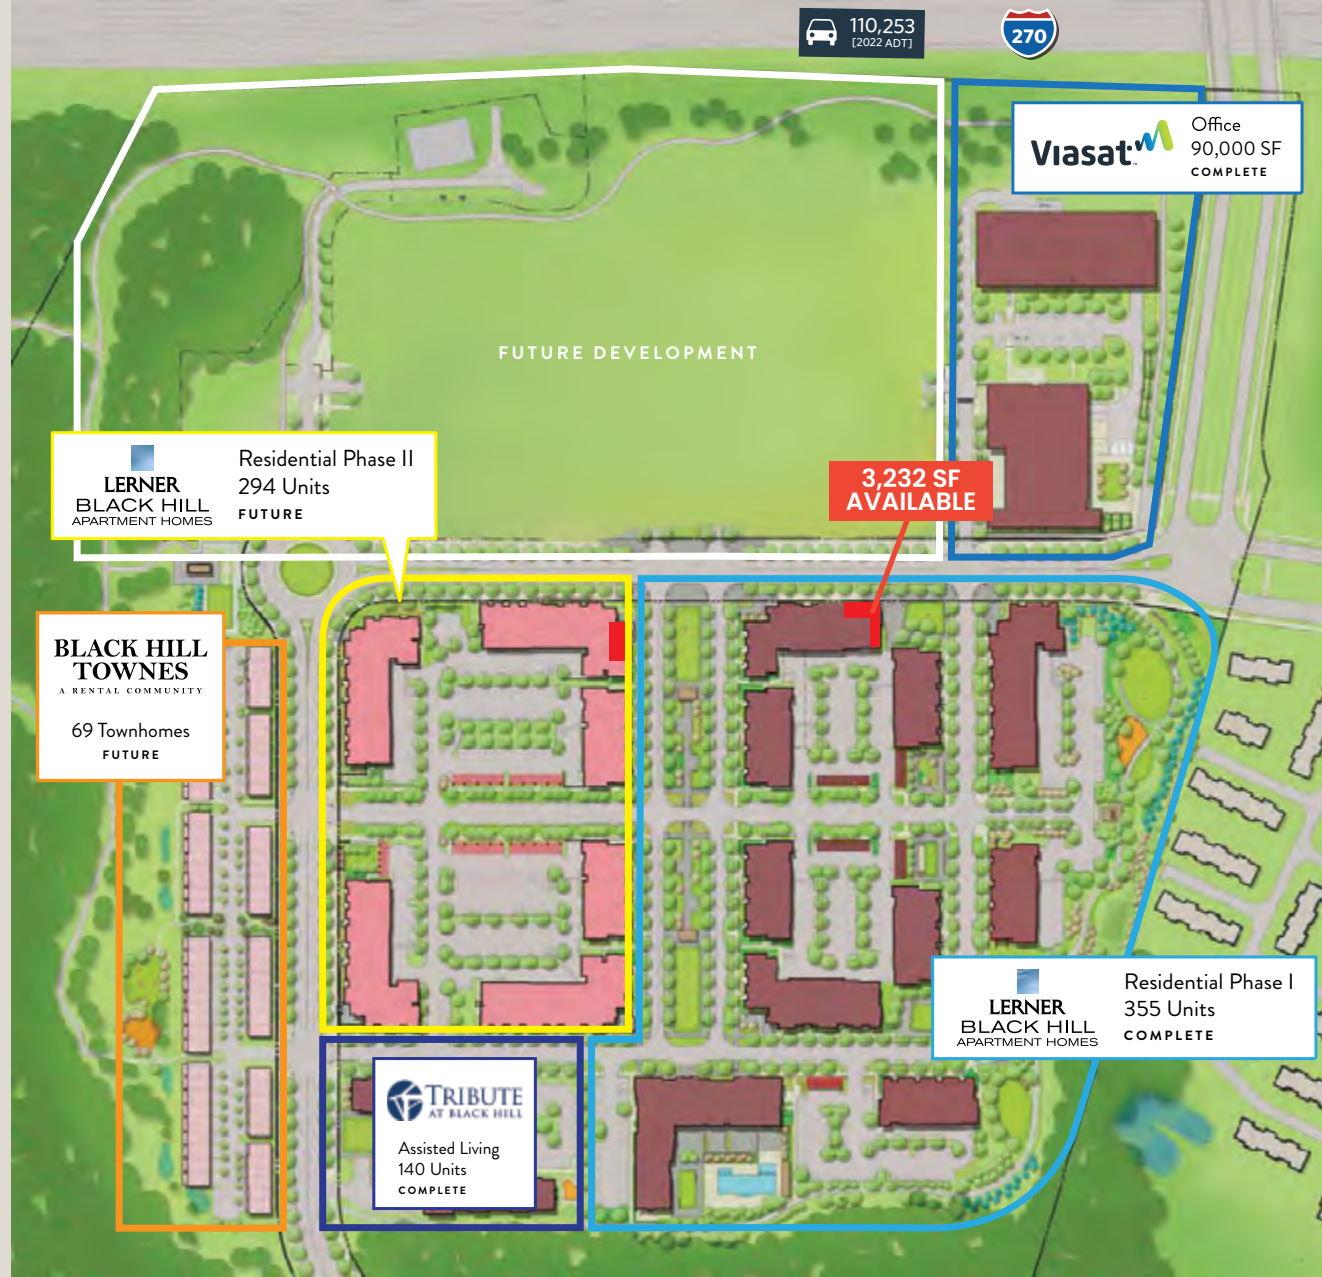 110,253
[2022 ADT]
270
Viasat
Office
90,000 SF
COMPLETE
FUTURE DEVELOPMENT
LERNER
BLACK HILL
APARTMENT HOMES
Residential Phase II
294 Units
FUTURE
3,232 SF
AVAILABLE
BLACK HILL
TOWNES
A RENTAL COMMUNITY
69 Townhomes
FUTURE
LERNER
BLACK HILL
APARTMENT HOMES
Residential Phase I
355 Units
COMPLETE
TRIBUTE
AT BLACK HILL
Assisted Living
140 Units
COMPLETE